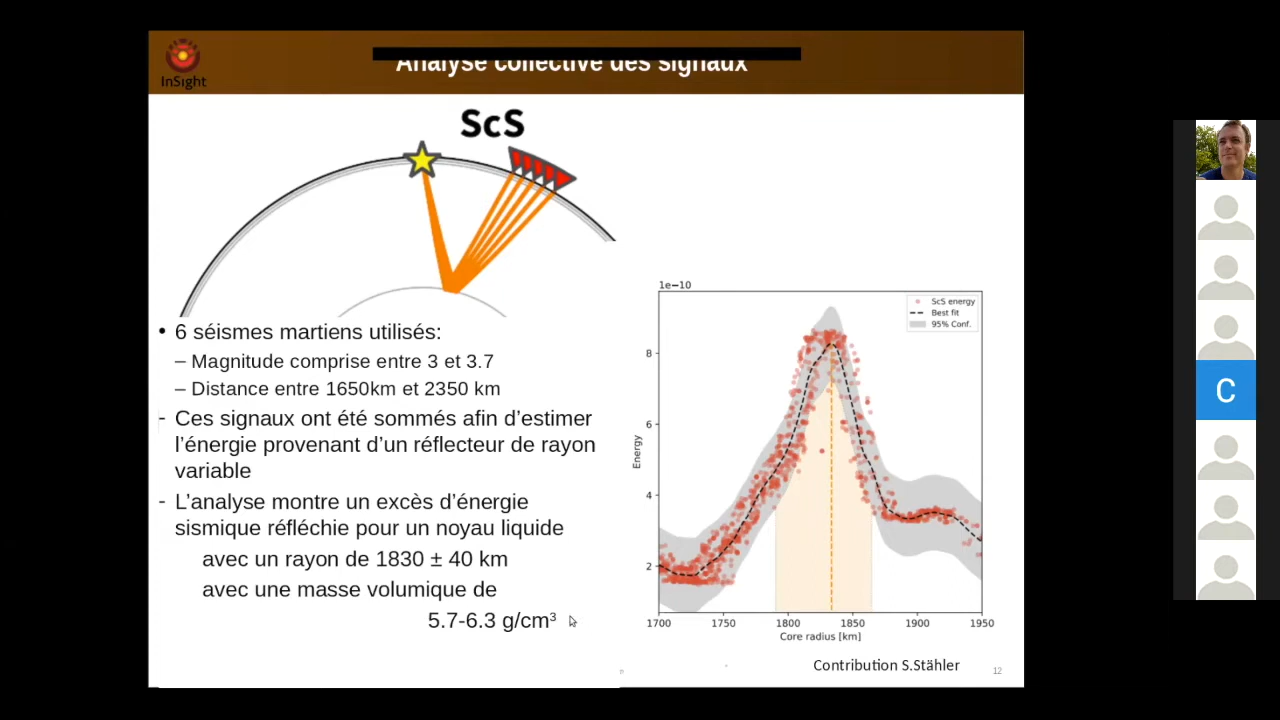 InSight
Analyse collective des signaux
ScS
• 6 séismes martiens utilisés:
– Magnitude comprise entre 3 et 3.7
– Distance entre 1650km et 2350 km
- Ces signaux ont été sommés afin d’estimer
l’énergie provenant d’un réflecteur de rayon
variable
- L’analyse montre un excès d’énergie
sismique réfléchie pour un noyau liquide
avec un rayon de 1830 ± 40 km
avec une masse volumique de
5.7-6.3 g/cm³
1e−10
ScS energy
Best fit
95% Conf.
8
6
4
2
Energy
1700 1750 1800 1850 1900 1950
Core radius [km]
Contribution S.Stähler
12
C